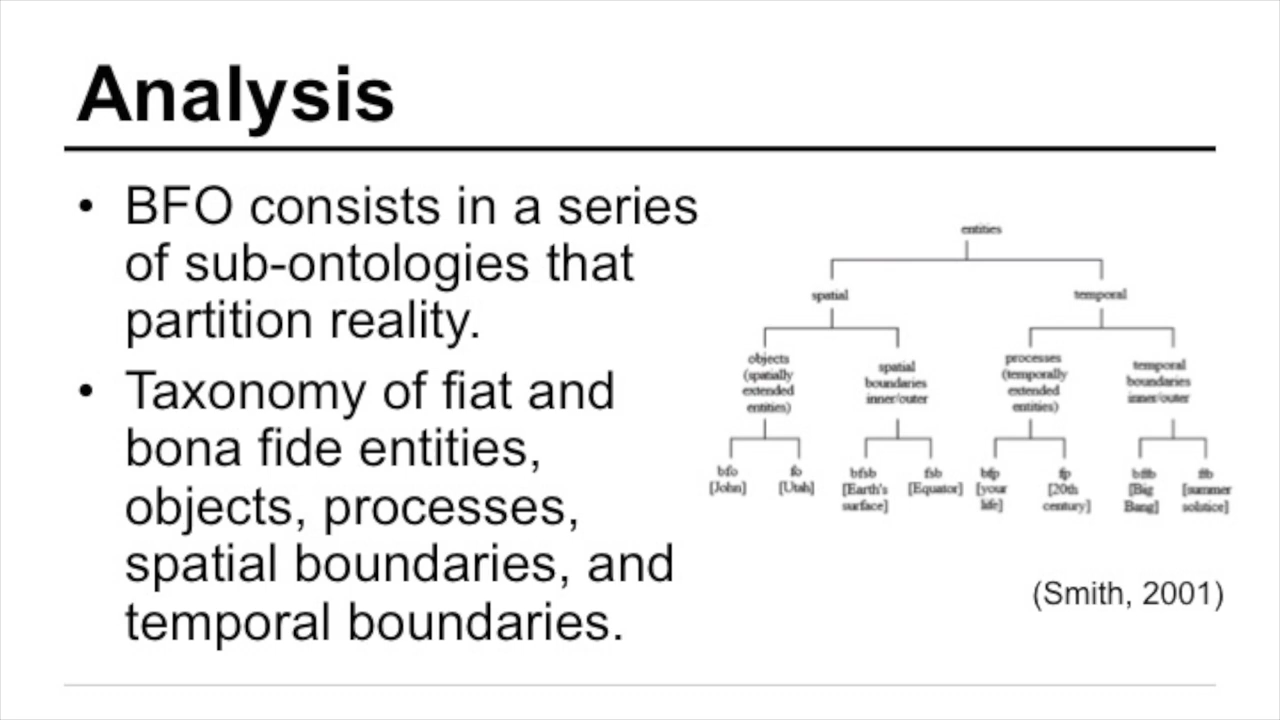 Analysis
• BFO consists in a series
of sub-ontologies that
partition reality.
• Taxonomy of fiat and
bona fide entities,
objects, processes,
spatial boundaries, and
temporal boundaries.
entities
spatial
temporal
objects
(spatially
extended
entities)
spatial
boundaries
inner/outer
processes
(temporally
extended
entities)
temporal
boundaries
inner/outer
bfo
[John]
fo
[Utah]
bfsb
[Earth's
surface]
fsb
[Equator]
bfp
[your
life]
fp
[20th
century]
bftb
[Big
Bang]
ftb
[summer
solstice]
(Smith, 2001)